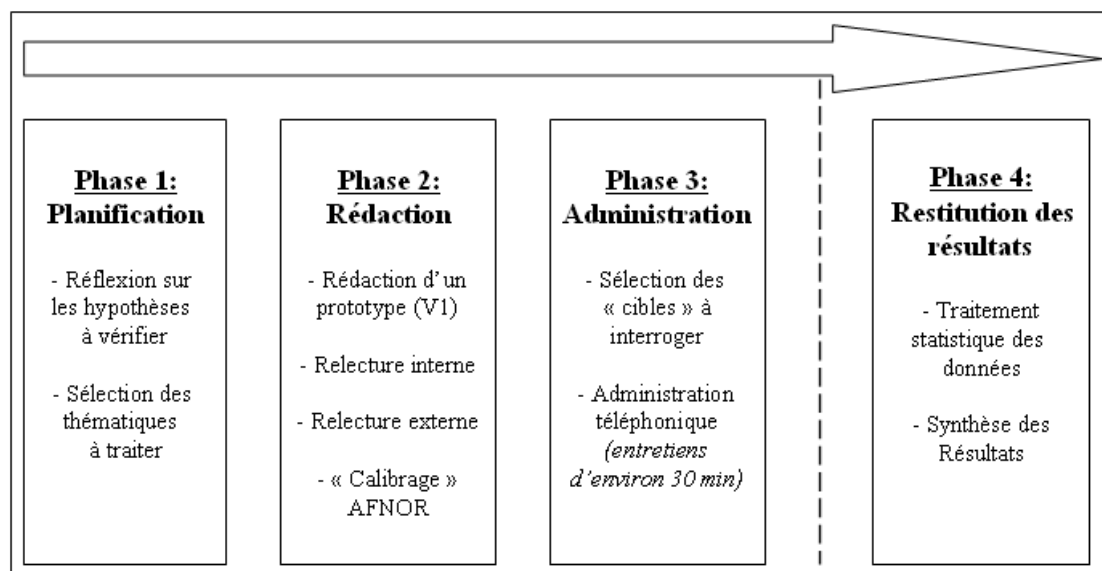 Phase 1:
Planification
- Réflexion sur
les hypothèses
à vérifier
- Sélection des
thématiques
à traiter
Phase 2:
Rédaction
- Rédaction d’un
prototype (V1)
- Relecture interne
- Relecture externe
- « Calibrage »
AFNOR
Phase 3:
Administration
- Sélection des
« cibles » à
interroger
- Administration
téléphonique
(entretiens
d’environ 30 min)
Phase 4:
Restitution des
résultats
- Traitement
statistique des
données
- Synthèse des
Résultats